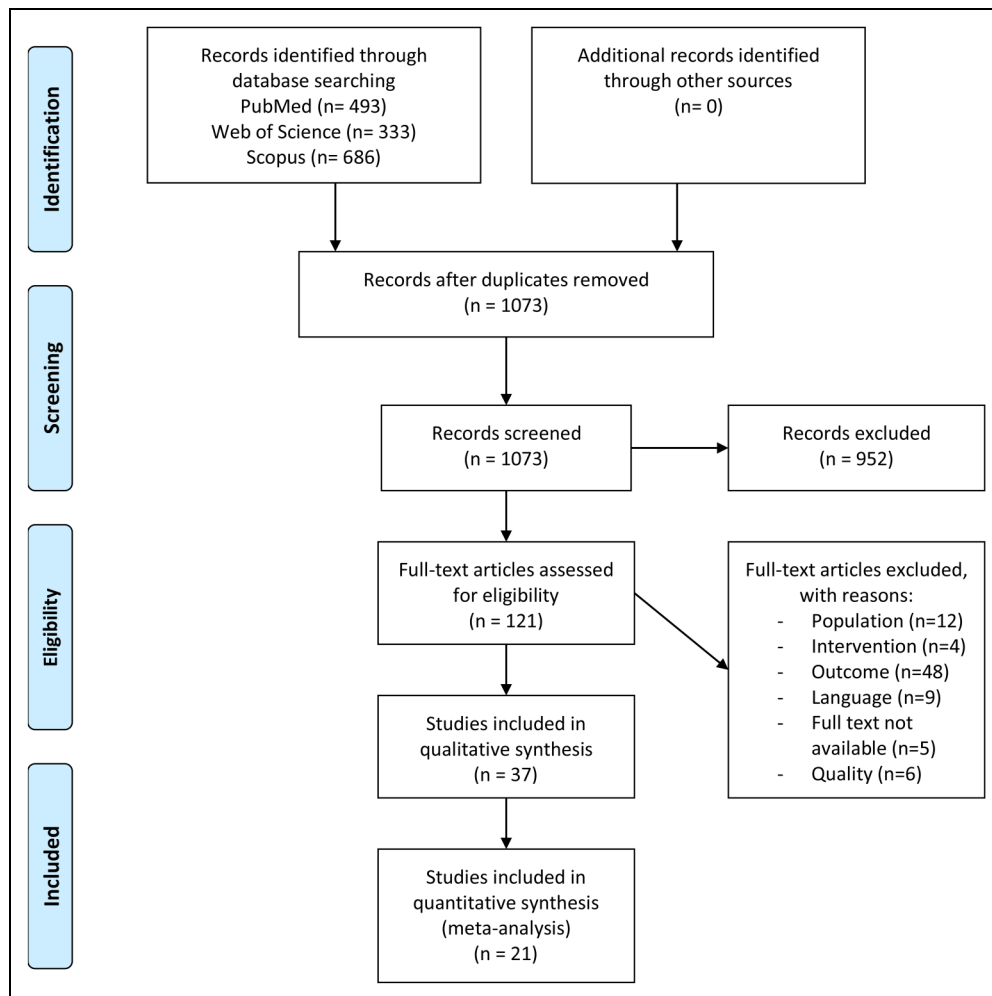 Identification
Records identified through
database searching
PubMed (n= 493)
Web of Science (n= 333)
Scopus (n= 686)
Additional records identified
through other sources
(n= 0)
Screening
Records after duplicates removed
(n = 1073)
Records screened
(n = 1073)
Records excluded
(n = 952)
Eligibility
Full-text articles assessed
for eligibility
(n = 121)
Full-text articles excluded,
with reasons:
- Population (n=12)
- Intervention (n=4)
- Outcome (n=48)
- Language (n=9)
- Full text not
available (n=5)
- Quality (n=6)
Studies included in
qualitative synthesis
(n = 37)
Included
Studies included in
quantitative synthesis
(meta-analysis)
(n = 21)